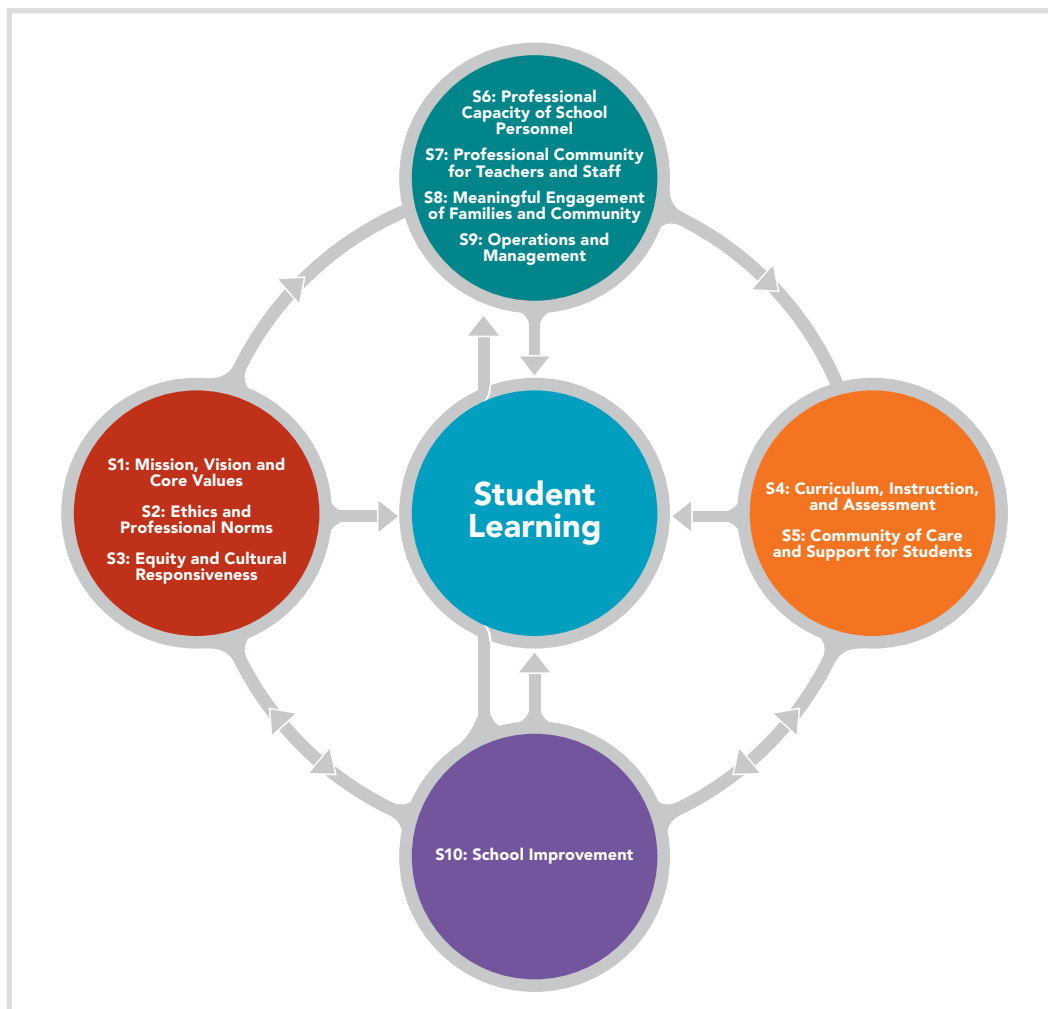 S6: Professional
Capacity of School
Personnel
S7: Professional Community
for Teachers and Staff
S8: Meaningful Engagement
of Families and Community
S9: Operations and
Management
S1: Mission, Vision and
Core Values
S2: Ethics and
Professional Norms
S3: Equity and Cultural
Responsiveness
Student
Learning
S4: Curriculum, Instruction,
and Assessment
S5: Community of Care
and Support for Students
S10: School Improvement